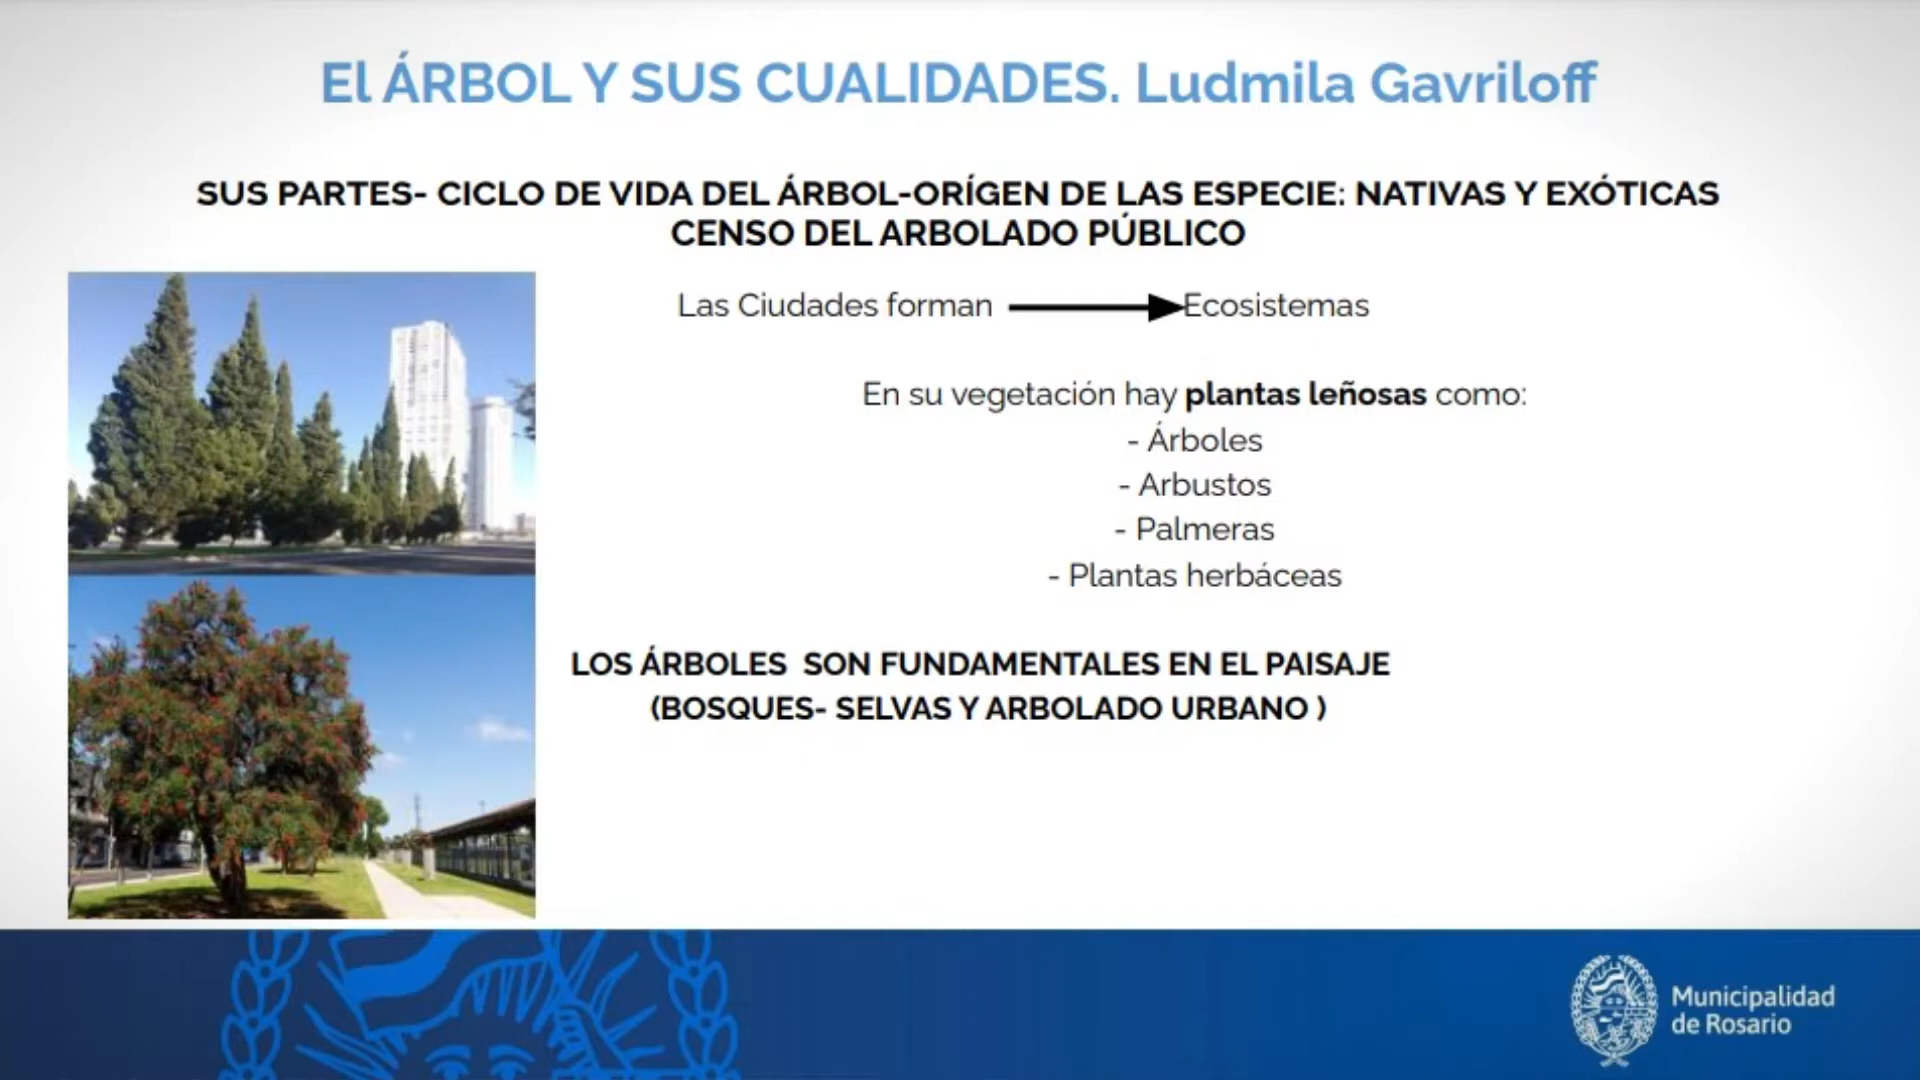 El ÁRBOL Y SUS CUALIDADES. Ludmila Gavriloff
SUS PARTES- CICLO DE VIDA DEL ÁRBOL-ORÍGEN DE LAS ESPECIE: NATIVAS Y EXÓTICAS
CENSO DEL ARBOLADO PÚBLICO
Las Ciudades forman Ecosistemas
En su vegetación hay plantas leñosas como:
- Árboles
- Arbustos
- Palmeras
- Plantas herbáceas
LOS ÁRBOLES SON FUNDAMENTALES EN EL PAISAJE
(BOSQUES- SELVAS Y ARBOLADO URBANO )
Municipalidad
de Rosario